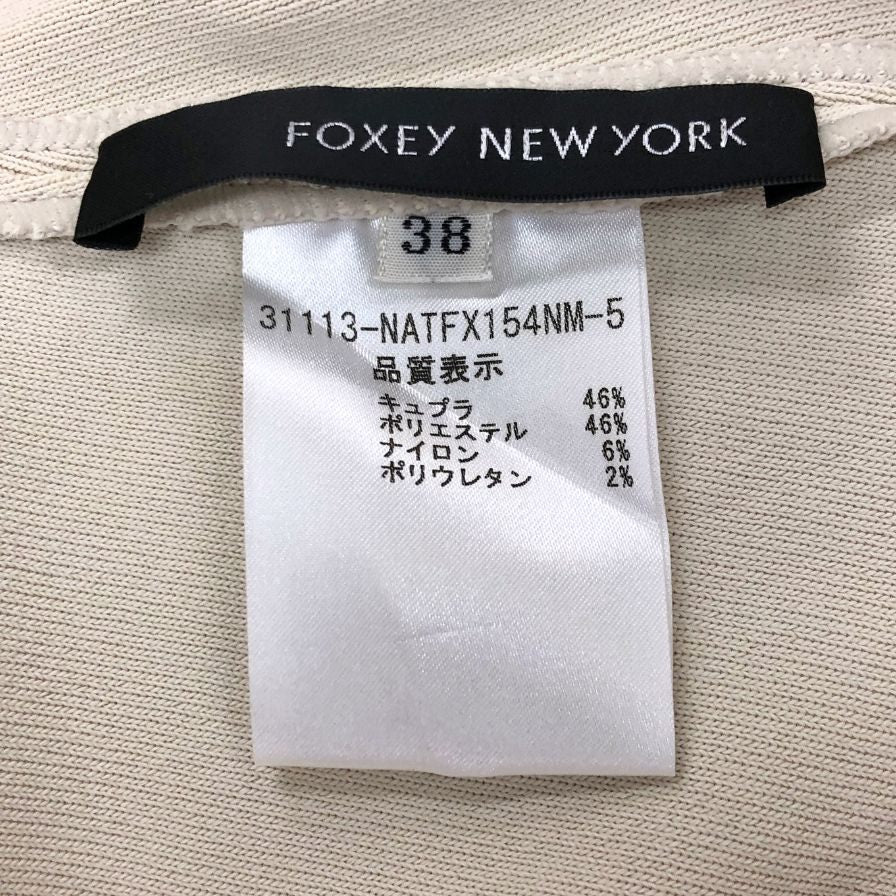 FOXEY NEW YORK
38
31113-NATFX154NM-5
品質表示
キュプラ 46%
ポリエステル 46%
ナイロン 6%
ポリウレタン 2%